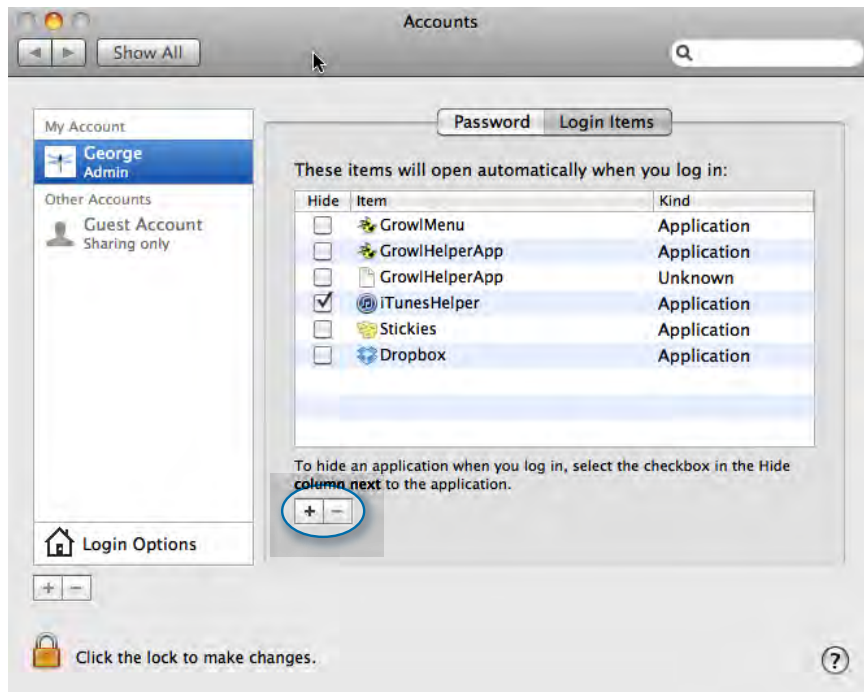 Accounts
Show All
My Account
George
Admin
Other Accounts
Guest Account
Sharing only
Login Options
Password Login Items
These items will open automatically when you log in:
Hide Item Kind
GrowlMenu Application
GrowlHelperApp Application
GrowlHelperApp Unknown
iTunesHelper Application
Stickies Application
Dropbox Application
To hide an application when you log in, select the checkbox in the Hide
column next to the application.
+ −
+ −
Click the lock to make changes.
?